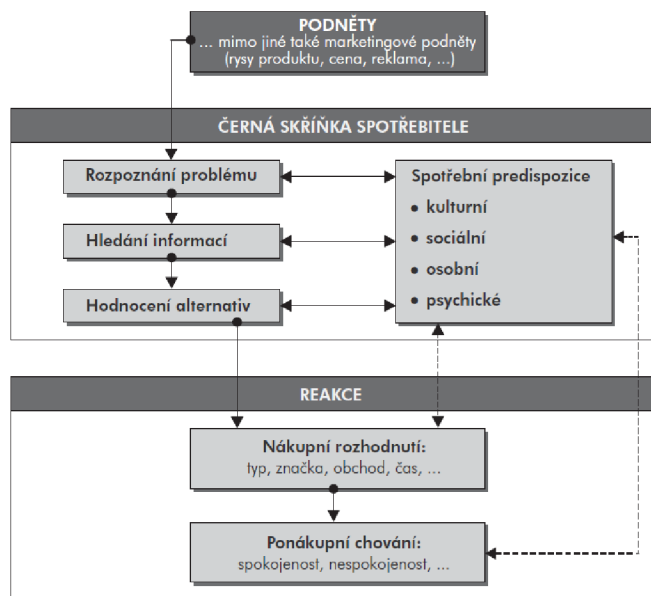 PODNĚTY
... mimo jiné také marketingové podněty
(rysy produktu, cena, reklama, ...)
ČERNÁ SKŘÍŇKA SPOTŘEBITELE
Rozpoznání problému
Hledání informací
Hodnocení alternativ
Spotřební predispozice
• kulturní
• sociální
• osobní
• psychické
REAKCE
Nákupní rozhodnutí:
typ, značka, obchod, čas, ...
Ponákupní chování:
spokojenost, nespokojenost, ...